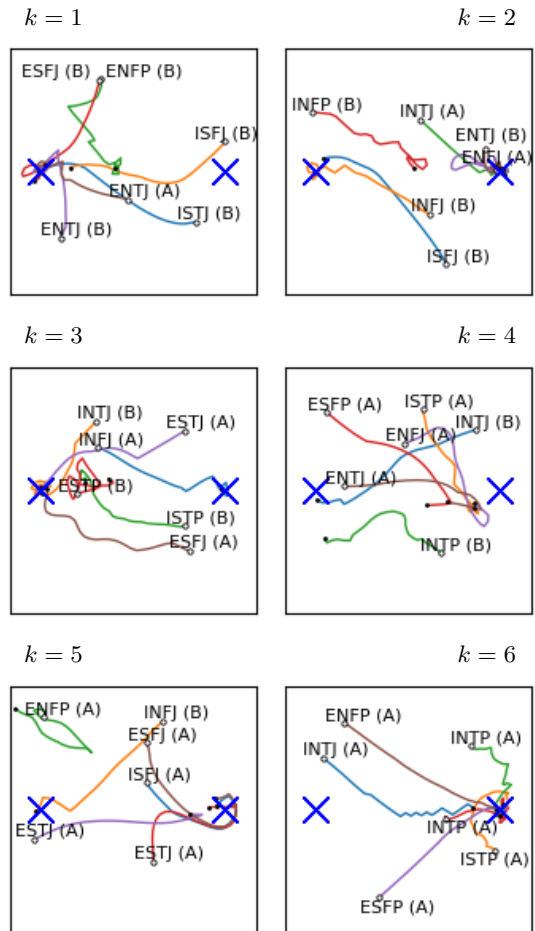 k = 1
k = 2
ESFJ (B) ENFP (B)
ISFJ (B)
ENTJ (A)
ISTJ (B)
ENTJ (B)
INFP (B)
INTJ (A)
ENTJ (B)
ENFJ (A)
INFJ (B)
ISFJ (B)
k = 3
k = 4
INTJ (B)
ESTJ (A)
INFJ (A)
ESTP (B)
ISTP (B)
ESFJ (A)
ISTP (A)
ESFP (A)
INTJ (B)
ENFJ (A)
ENTJ (A)
INTP (B)
k = 5
k = 6
ENFP (A)
INFJ (B)
ESFJ (A)
ISFJ (A)
ESTJ (A)
ESTJ (A)
ENFP (A)
INTP (A)
INTJ (A)
INTP (A)
ISTP (A)
ESFP (A)